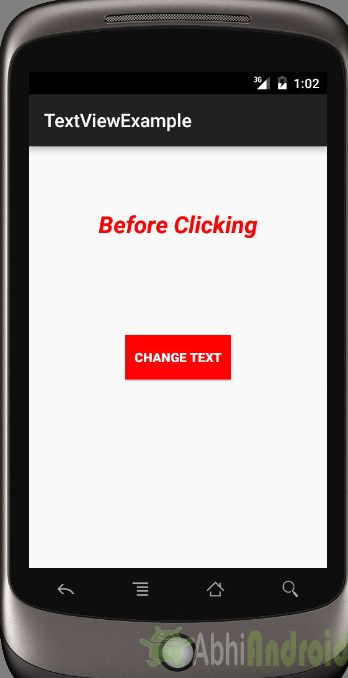 3G 1:02
TextViewExample
Before Clicking
CHANGE TEXT
AbhiAndroid